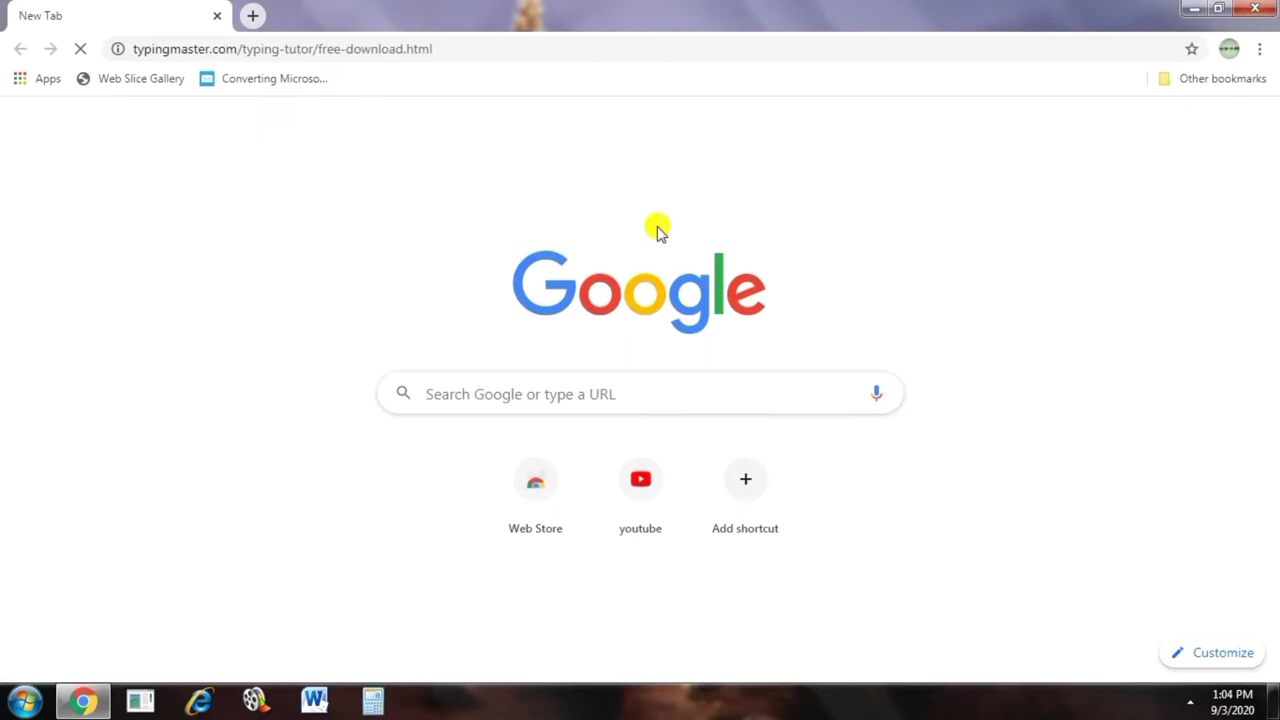 New Tab
typingmaster.com/typing-tutor/free-download.html
Apps
Web Slice Gallery
Converting Microso...
Other bookmarks
Google
Search Google or type a URL
Web Store
youtube
Add shortcut
Customize
1:04 PM
9/3/2020